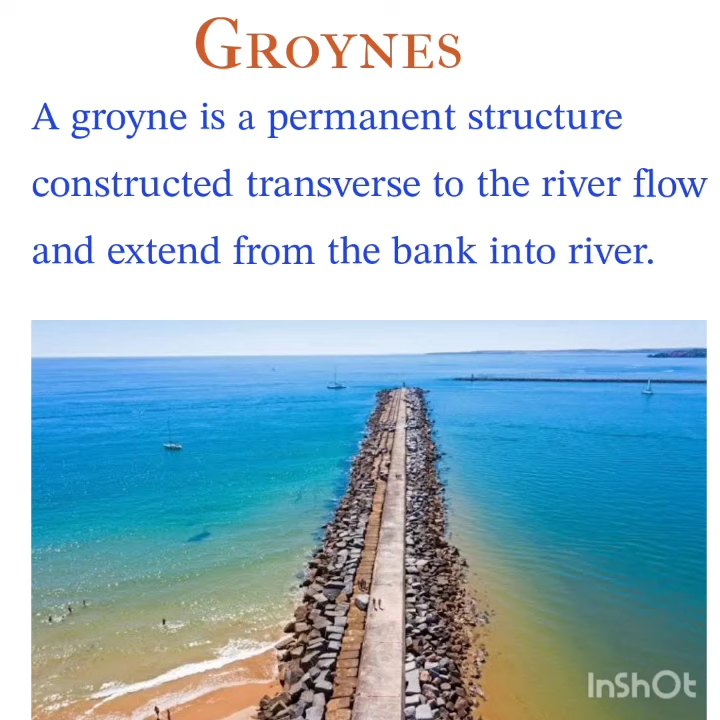 GROYNES
A groyne is a permanent structure
constructed transverse to the river flow
and extend from the bank into river.
InShOt